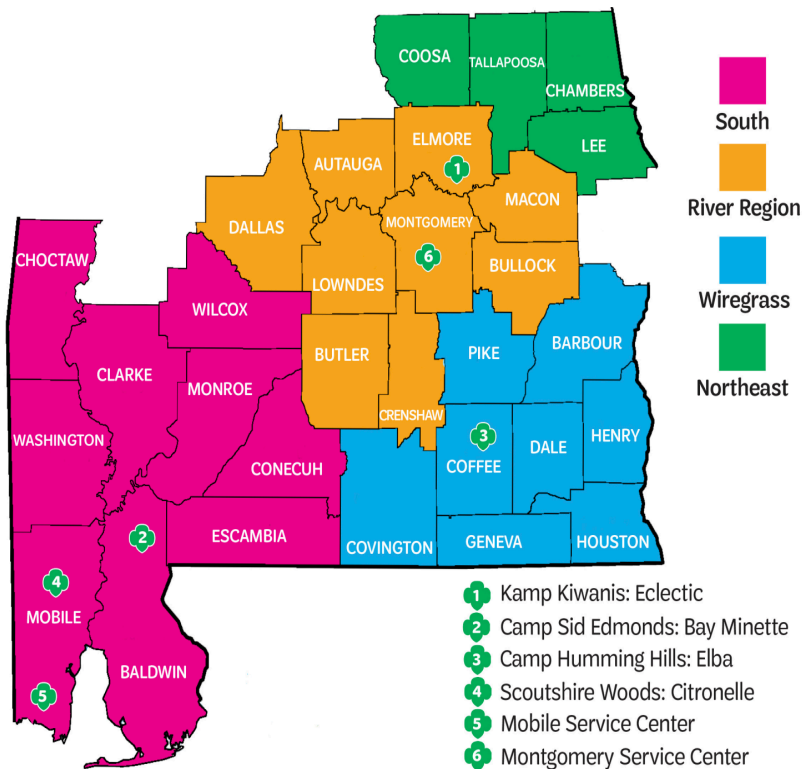 COOSA
TALLAPOOSA
CHAMBERS
LEE
ELMORE
1
AUTAUGA
MACON
DALLAS
MONTGOMERY
6
LOWNDES
BULLOCK
CHOCTAW
WILCOX
CLARKE
MONROE
BUTLER
CRENSHAW
PIKE
BARBOUR
WASHINGTON
CONECUH
3
COFFEE
DALE
HENRY
ESCAMBIA
COVINGTON
GENEVA
HOUSTON
2
4
MOBILE
BALDWIN
5
South
River Region
Wiregrass
Northeast
1 Kamp Kiwanis: Eclectic
2 Camp Sid Edmonds: Bay Minette
3 Camp Humming Hills: Elba
4 Scoutshire Woods: Citronelle
5 Mobile Service Center
6 Montgomery Service Center